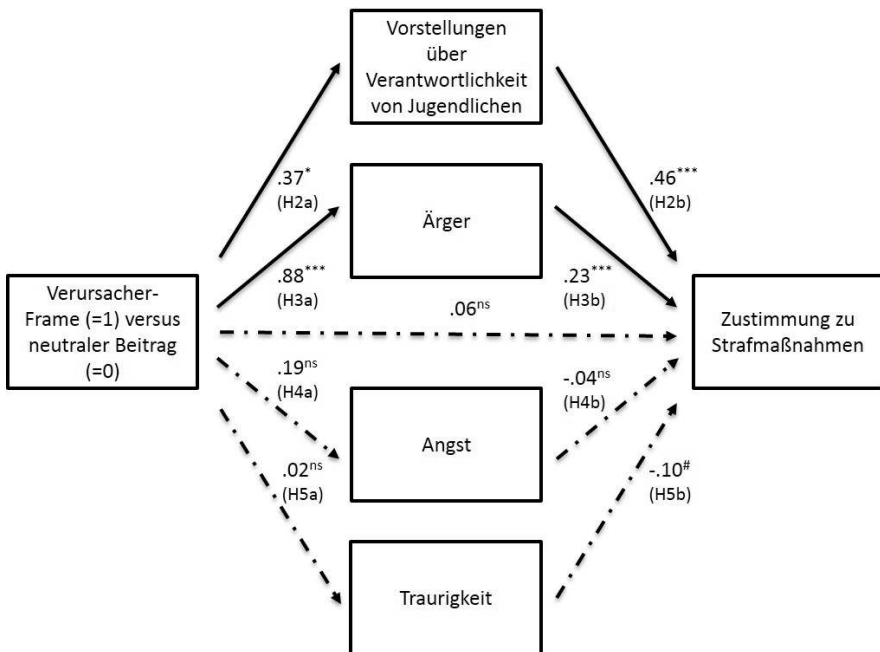 Vorstellungen
über
Verantwortlichkeit
von Jugendlichen
.37*
(H2a)
.46***
(H2b)
Ärger
.88***
(H3a)
.23***
(H3b)
Verursacher-
Frame (=1) versus
neutraler Beitrag
(=0)
.06ns
Zustimmung zu
Strafmaßnahmen
.19ns
(H4a)
-.04ns
(H4b)
Angst
.02ns
(H5a)
-.10#
(H5b)
Traurigkeit